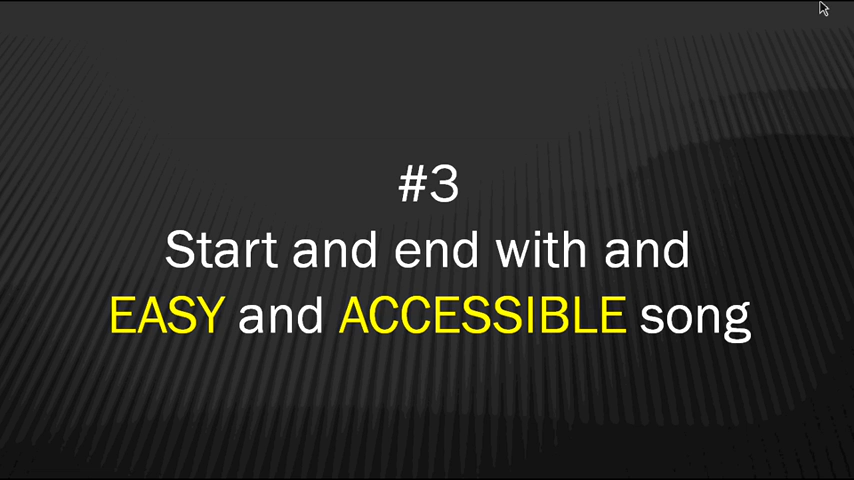 #3
Start and end with and
EASY and ACCESSIBLE song